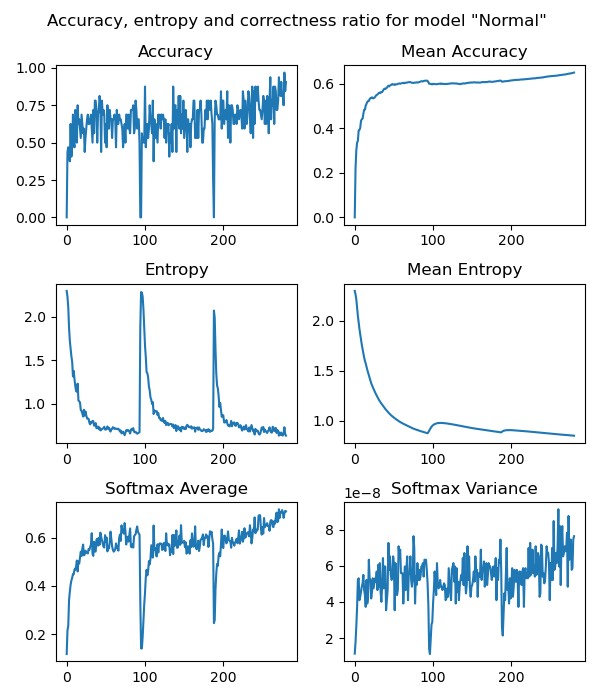 Accuracy, entropy and correctness ratio for model "Normal"
Accuracy
1.00
0.75
0.50
0.25
0.00
0 100 200
Mean Accuracy
0.6
0.4
0.2
0.0
0 100 200
Entropy
2.0
1.5
1.0
0 100 200
Mean Entropy
2.0
1.5
1.0
0 100 200
Softmax Average
0.6
0.4
0.2
0 100 200
1e−8 Softmax Variance
8
6
4
2
0 100 200